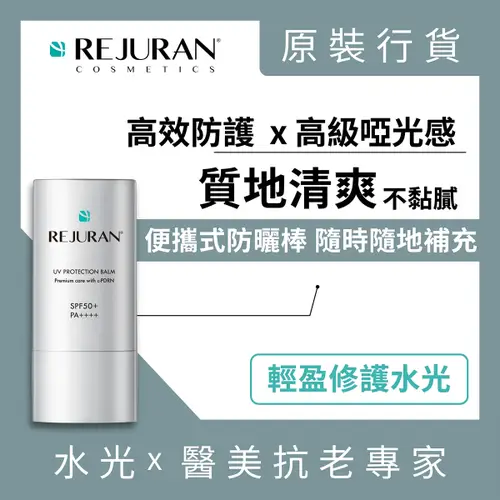 REJURAN®
COSMETICS
原裝行貨
高效防護 x 高級啞光感
質地清爽 不黏膩
便攜式防曬棒 隨時隨地補充
REJURAN®
UV PROTECTION BALM
Premium care with c-PDRN
SPF50+
PA++++
輕盈修護水光
水光 x 醫美抗老專家